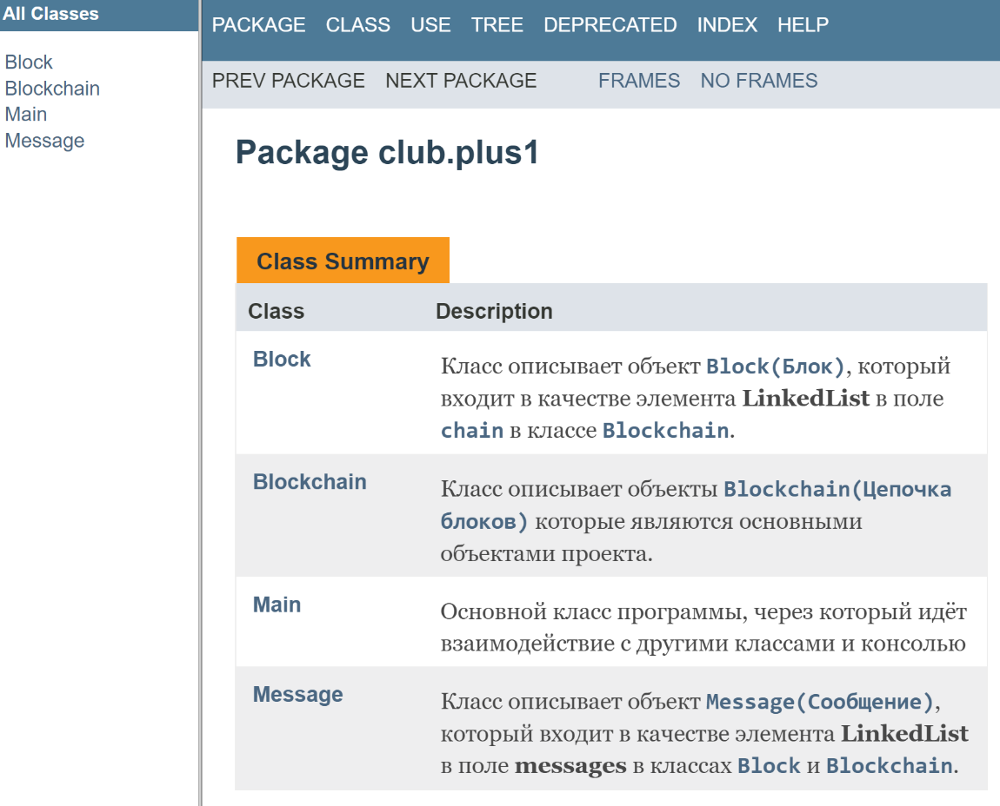 All Classes
Block
Blockchain
Main
Message
PACKAGE CLASS USE TREE DEPRECATED INDEX HELP
PREV PACKAGE NEXT PACKAGE FRAMES NO FRAMES
Package club.plus1
Class Summary
Class Description
Block
Класс описывает объект Block(Блок), который
входит в качестве элемента LinkedList в поле
chain в классе Blockchain.
Blockchain
Класс описывает объекты Blockchain(Цепочка
блоков) которые являются основными
объектами проекта.
Main
Основной класс программы, через который идёт
взаимодействие с другими классами и консолью
Message
Класс описывает объект Message(Сообщение),
который входит в качестве элемента LinkedList
в поле messages в классах Block и Blockchain.